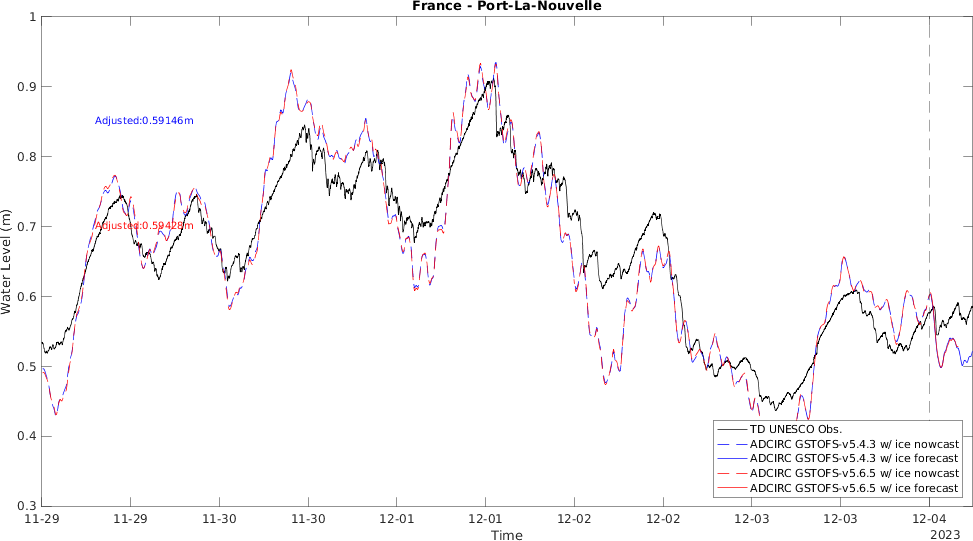 France - Port-La-Nouvelle
Water Level (m)
1
0.9
0.8
0.7
0.6
0.5
0.4
0.3
Adjusted:0.59146m
Adjusted:0.59428m
TD UNESCO Obs.
ADCIRC GSTOFS-v5.4.3 w/ ice nowcast
ADCIRC GSTOFS-v5.4.3 w/ ice forecast
ADCIRC GSTOFS-v5.6.5 w/ ice nowcast
ADCIRC GSTOFS-v5.6.5 w/ ice forecast
11-29 11-29 11-30 11-30 12-01 12-01 12-02 12-02 12-03 12-03 12-04
Time
2023